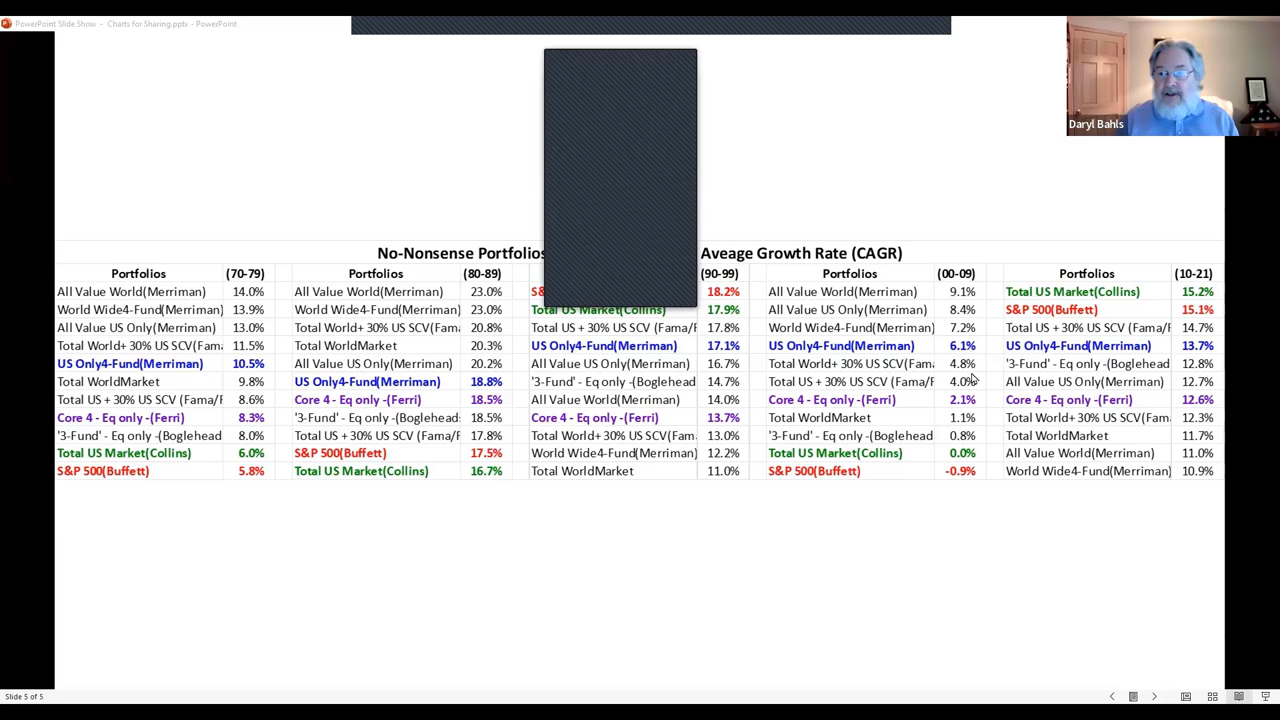 PowerPoint Slide Show - Charts for Sharing.pptx - PowerPoint
Daryl Bahls
No-Nonsense Portfolios Aveage Growth Rate (CAGR)
Portfolios (70-79) Portfolios (80-89) (90-99) Portfolios (00-09) Portfolios (10-21)
All Value World(Merriman) 14.0% All Value World(Merriman) 23.0% S& 18.2% All Value World(Merriman) 9.1% Total US Market(Collins) 15.2%
World Wide4-Fund(Merriman) 13.9% World Wide4-Fund(Merriman) 23.0% Total US Market(Collins) 17.9% All Value US Only(Merriman) 8.4% S&P 500(Buffett) 15.1%
All Value US Only(Merriman) 13.0% Total World+ 30% US SCV (Fama 20.8% Total US + 30% US SCV (Fama/ 17.8% World Wide4-Fund(Merriman) 7.2% Total US + 30% US SCV (Fama/F 14.7%
Total World+ 30% US SCV(Fama 11.5% Total WorldMarket 20.3% US Only4-Fund(Merriman) 17.1% US Only4-Fund(Merriman) 6.1% US Only4-Fund(Merriman) 13.7%
US Only4-Fund(Merriman) 10.5% All Value US Only(Merriman) 20.2% All Value US Only(Merriman) 16.7% Total World+ 30% US SCV(Fama 4.8% '3-Fund' - Eq only -(Boglehead 12.8%
Total WorldMarket 9.8% US Only4-Fund(Merriman) 18.8% '3-Fund' - Eq only -(Boglehead 14.7% Total US + 30% US SCV (Fama/F 4.0% All Value US Only(Merriman) 12.7%
Total US + 30% US SCV (Fama/F 8.6% Core 4 - Eq only -(Ferri) 18.5% All Value World(Merriman) 14.0% Core 4 - Eq only -(Ferri) 2.1% Core 4 - Eq only -(Ferri) 12.6%
Core 4 - Eq only -(Ferri) 8.3% '3-Fund' - Eq only -(Boglehead: 18.5% Core 4 - Eq only -(Ferri) 13.7% Total WorldMarket 1.1% Total World+ 30% US SCV(Fama 12.3%
'3-Fund' - Eq only -(Boglehead 8.0% Total US + 30% US SCV (Fama/F 17.8% Total World+ 30% US SCV(Fama 13.0% '3-Fund' - Eq only -(Boglehead 0.8% Total WorldMarket 11.7%
Total US Market(Collins) 6.0% S&P 500(Buffett) 17.5% World Wide4-Fund(Merriman) 12.2% Total US Market(Collins) 0.0% All Value World(Merriman) 11.0%
S&P 500(Buffett) 5.8% Total US Market(Collins) 16.7% Total WorldMarket 11.0% S&P 500(Buffett) -0.9% World Wide4-Fund(Merriman) 10.9%
Slide 5 of 5